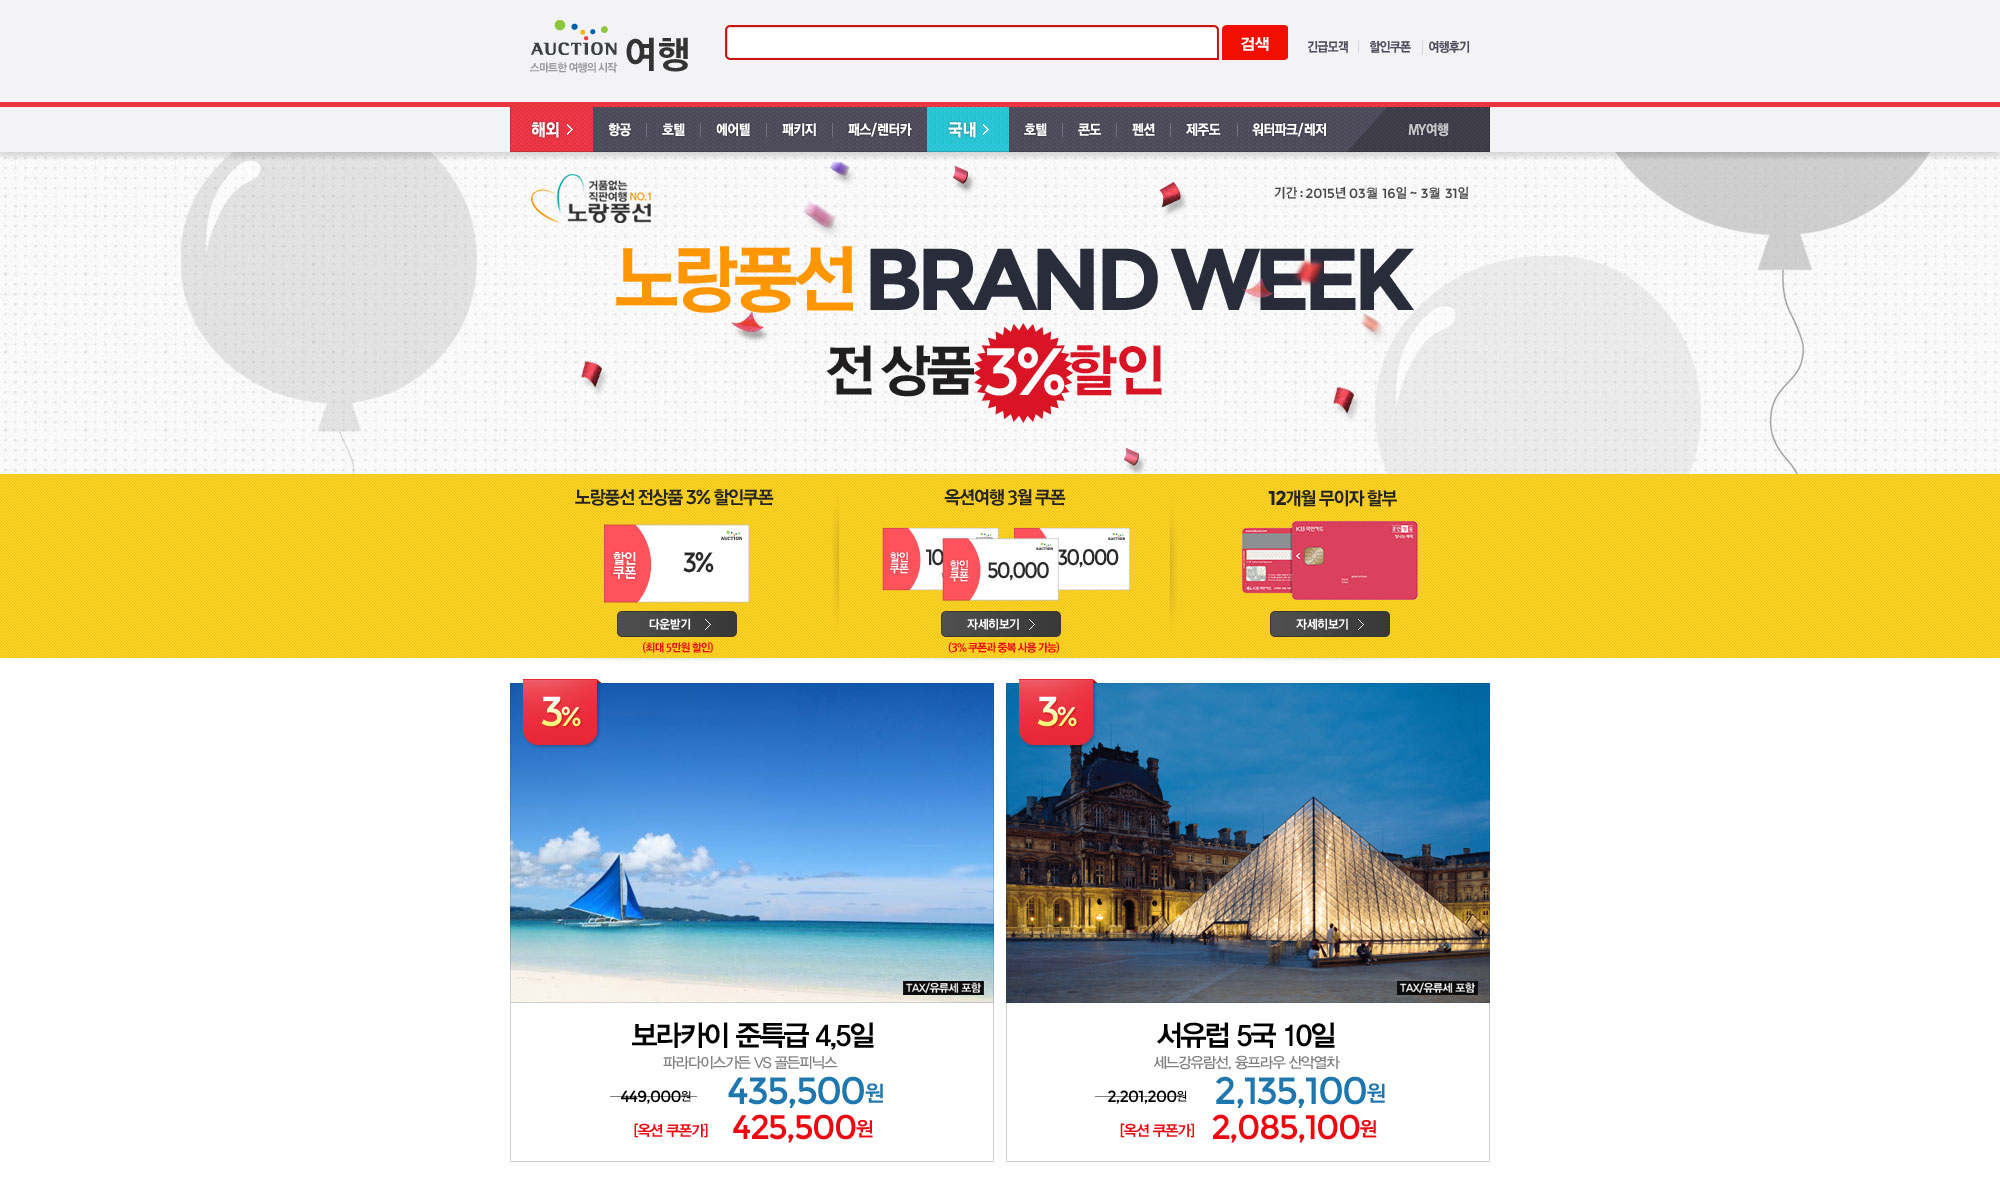 AUCTION 여행
스마트한 여행의 시작
검색
긴급모객
할인쿠폰
여행후기
해외
항공
호텔
에어텔
패키지
패스/렌터카
국내
호텔
콘도
펜션
제주도
워터파크/레저
MY여행
거품없는
직판여행 NO.1
노랑풍선
기간 : 2015년 03월 16일 ~ 3월 31일
노랑풍선 BRAND WEEK
전 상품 3% 할인
노랑풍선 전상품 3% 할인쿠폰
AUCTION
할인
쿠폰
3%
다운받기
(최대 5만원 할인)
옥션여행 3월 쿠폰
할인
쿠폰
10
AUCTION
할인
쿠폰
50,000
AUCTION
30,000
자세히보기
(3% 쿠폰과 중복 사용 가능)
12개월 무이자 할부
KB 국민카드
자세히보기
3%
TAX/유류세 포함
보라카이 준특급 4,5일
파라다이스가든 VS 골든피닉스
449,000원
435,500원
[옥션 쿠폰가] 425,500원
3%
TAX/유류세 포함
서유럽 5국 10일
세느강유람선, 융프라우 산악열차
2,201,200원
2,135,100원
[옥션 쿠폰가] 2,085,100원